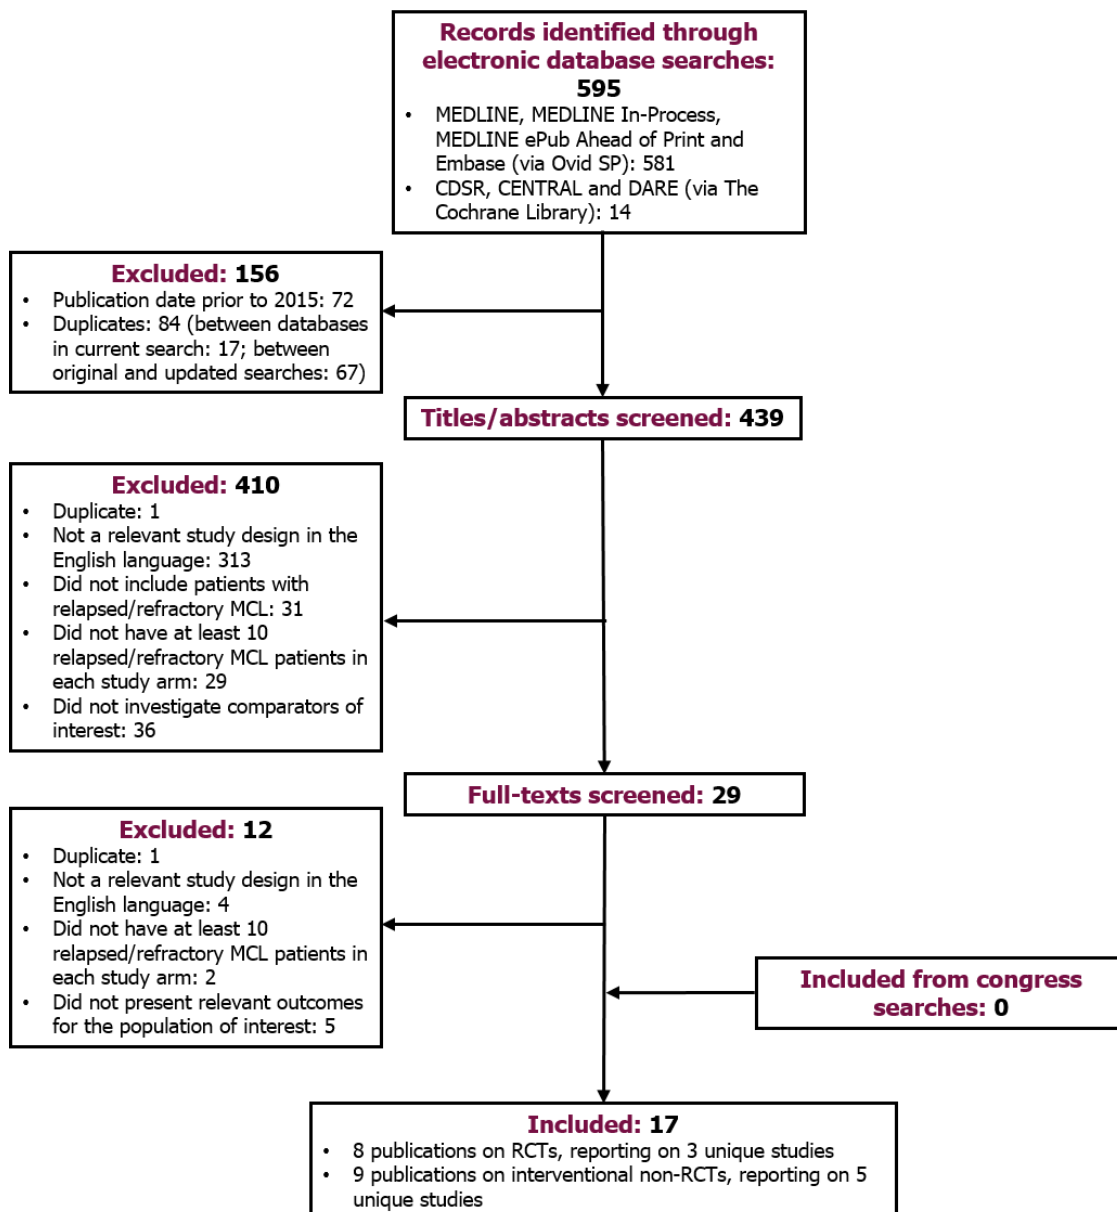 Records identified through
electronic database searches:
595
• MEDLINE, MEDLINE In-Process,
MEDLINE ePub Ahead of Print and
Embase (via Ovid SP): 581
• CDSR, CENTRAL and DARE (via The
Cochrane Library): 14
Excluded: 156
• Publication date prior to 2015: 72
• Duplicates: 84 (between databases
in current search: 17; between
original and updated searches: 67)
Titles/abstracts screened: 439
Excluded: 410
• Duplicate: 1
• Not a relevant study design in the
English language: 313
• Did not include patients with
relapsed/refractory MCL: 31
• Did not have at least 10
relapsed/refractory MCL patients in
each study arm: 29
• Did not investigate comparators of
interest: 36
Full-texts screened: 29
Excluded: 12
• Duplicate: 1
• Not a relevant study design in the
English language: 4
• Did not have at least 10
relapsed/refractory MCL patients in
each study arm: 2
• Did not present relevant outcomes
for the population of interest: 5
Included from congress
searches: 0
Included: 17
• 8 publications on RCTs, reporting on 3 unique studies
• 9 publications on interventional non-RCTs, reporting on 5
unique studies